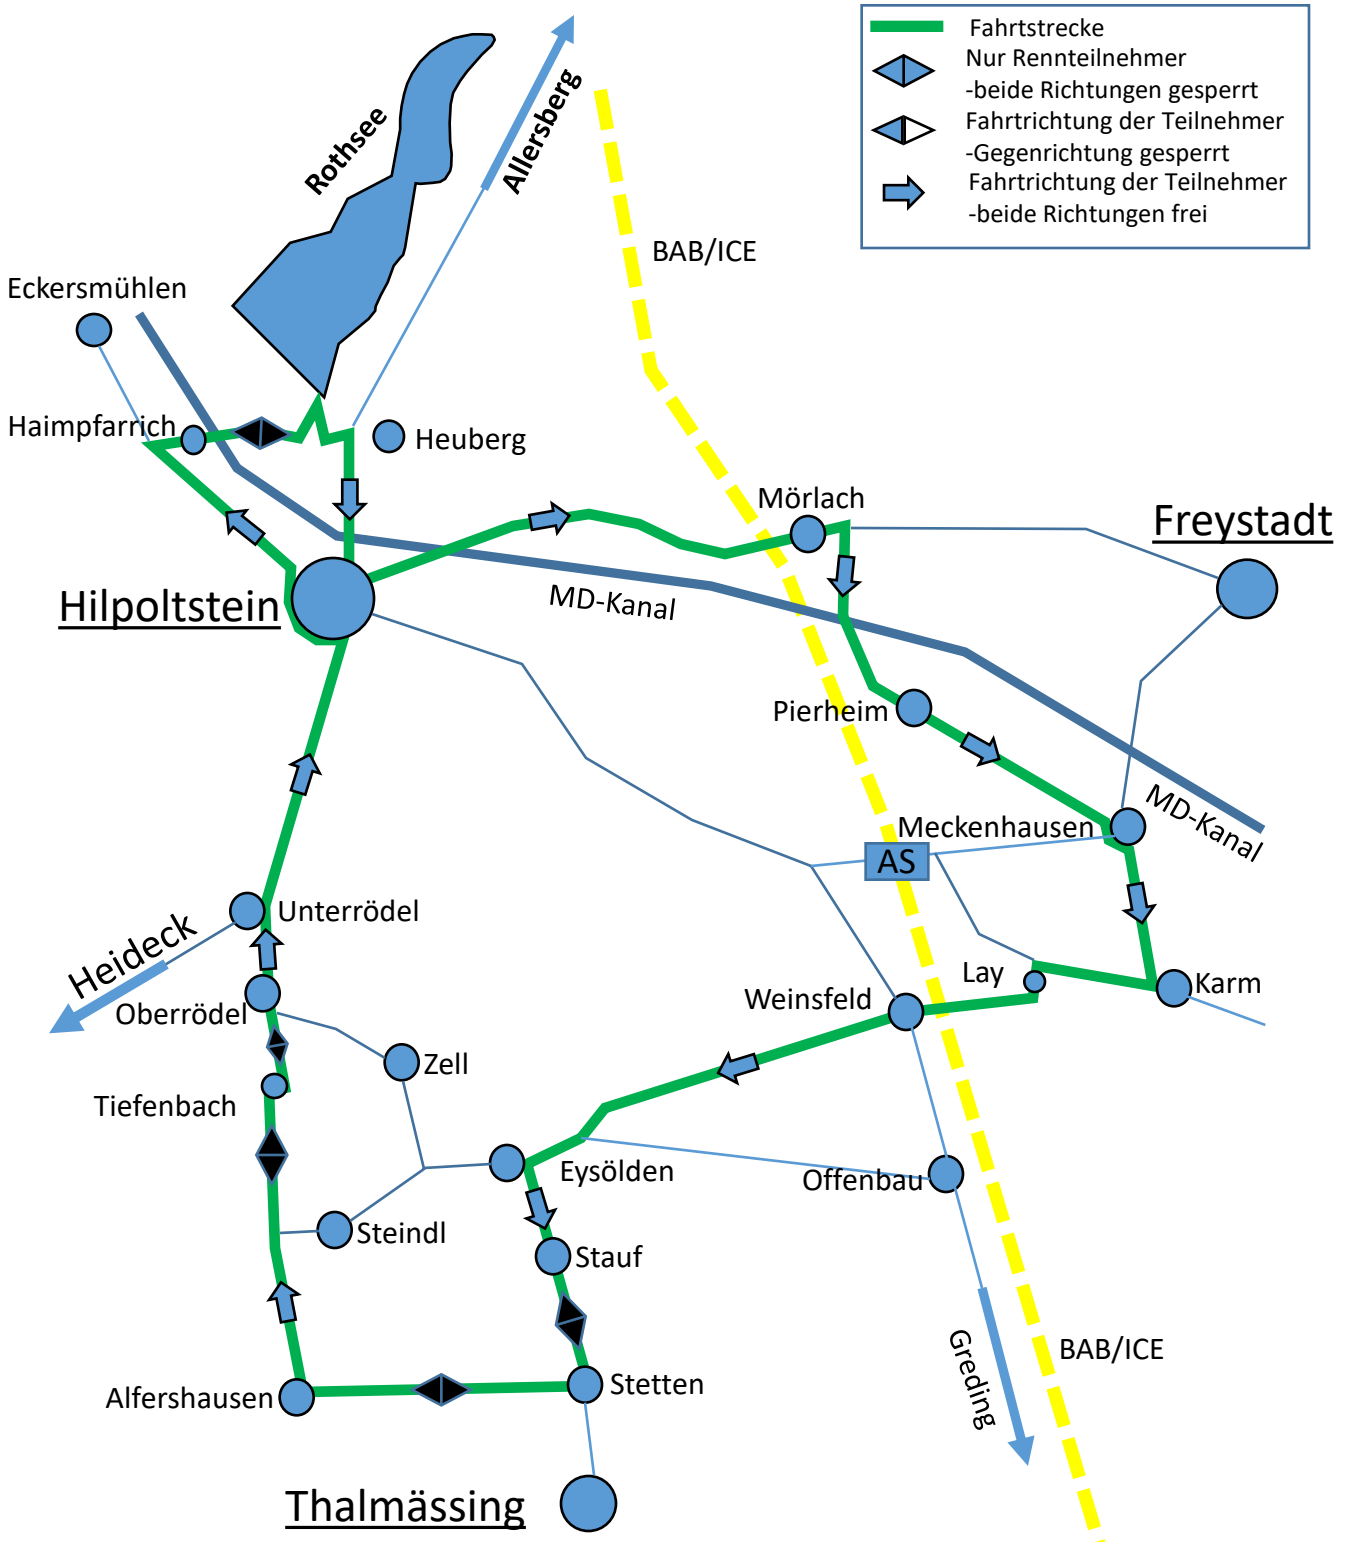 Fahrtstrecke
Nur Rennteilnehmer
-beide Richtungen gesperrt
Fahrtrichtung der Teilnehmer
-Gegenrichtung gesperrt
Fahrtrichtung der Teilnehmer
-beide Richtungen frei
Rothsee
Allersberg
BAB/ICE
Eckersmühlen
Haimpfarrich
Heuberg
Mörlach
Freystadt
Hilpoltstein
MD-Kanal
Pierheim
MD-Kanal
Meckenhausen
AS
Unterrödel
Heideck
Lay
Karm
Weinsfeld
Oberrödel
Zell
Tiefenbach
Eysölden
Offenbau
Steindl
Stauf
Greding
BAB/ICE
Alfershausen
Stetten
Thalmässing